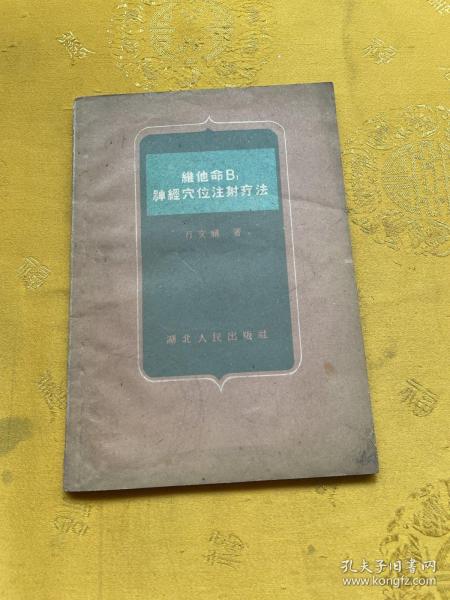 維他命B₁
神經穴位注射疗法
著
湖北人民出版社
孔夫子旧书网
www.kongfz.com